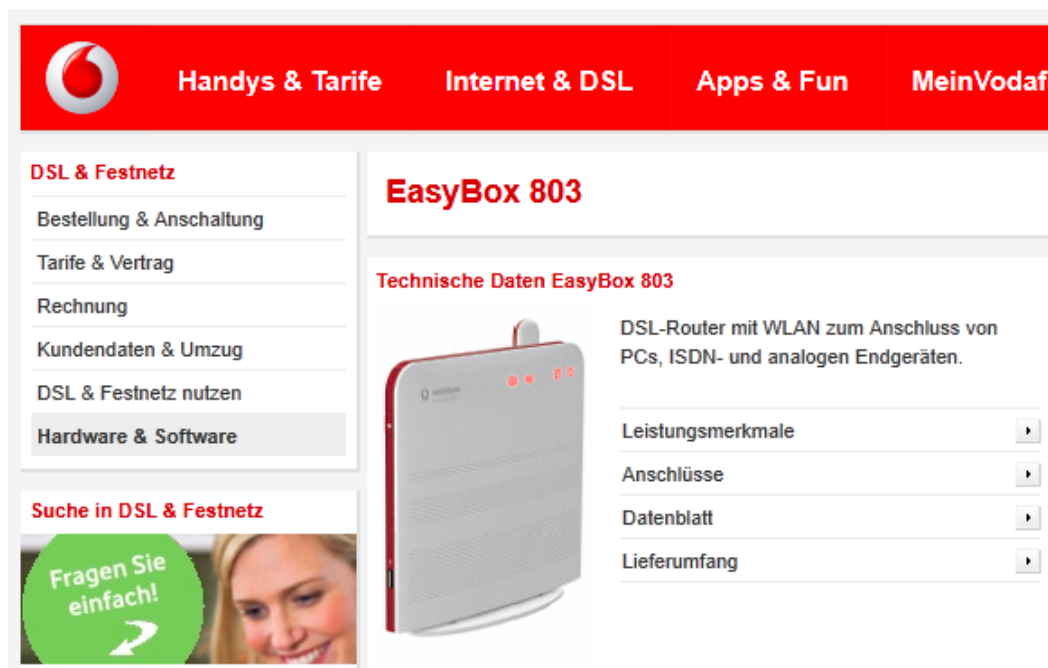 Handys & Tarife
Internet & DSL
Apps & Fun
MeinVodaf
DSL & Festnetz
Bestellung & Anschaltung
Tarife & Vertrag
Rechnung
Kundendaten & Umzug
DSL & Festnetz nutzen
Hardware & Software
Suche in DSL & Festnetz
Fragen Sie
einfach!
EasyBox 803
Technische Daten EasyBox 803
DSL-Router mit WLAN zum Anschluss von
PCs, ISDN- und analogen Endgeräten.
Leistungsmerkmale
Anschlüsse
Datenblatt
Lieferumfang